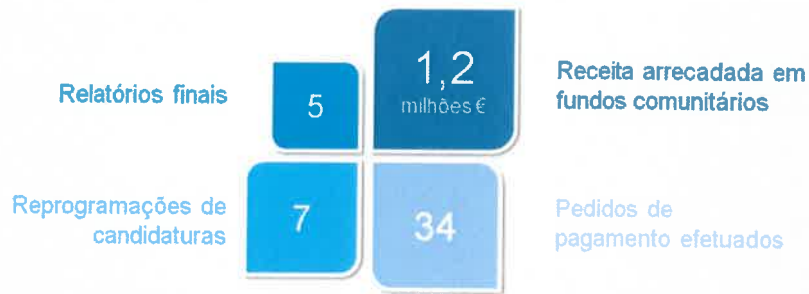 Relatórios finais
5
1,2
milhões €
Receita arrecadada em
fundos comunitários
Reprogramações de
candidaturas
7
34
Pedidos de
pagamento efetuados